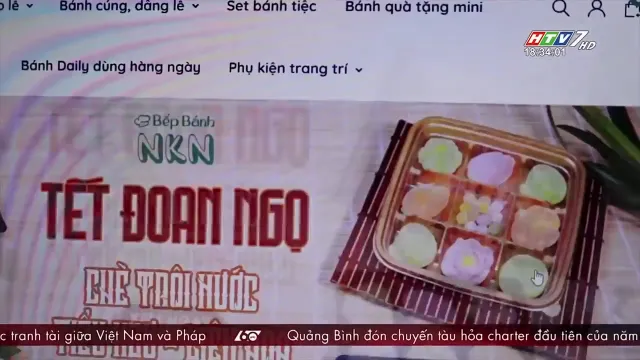 lễ Bánh cúng, dâng lễ Set bánh tiệc Bánh quà tặng mini
HTV7 HD
18:34:01
Bánh Daily dùng hàng ngày Phụ kiện trang trí
Bếp Bánh
NKN
TẾT ĐOAN NGỌ
CHÈ TRÔI NƯỚC
c tranh tài giữa Việt Nam và Pháp 60 Quảng Bình đón chuyến tàu hỏa charter đầu tiên của năm